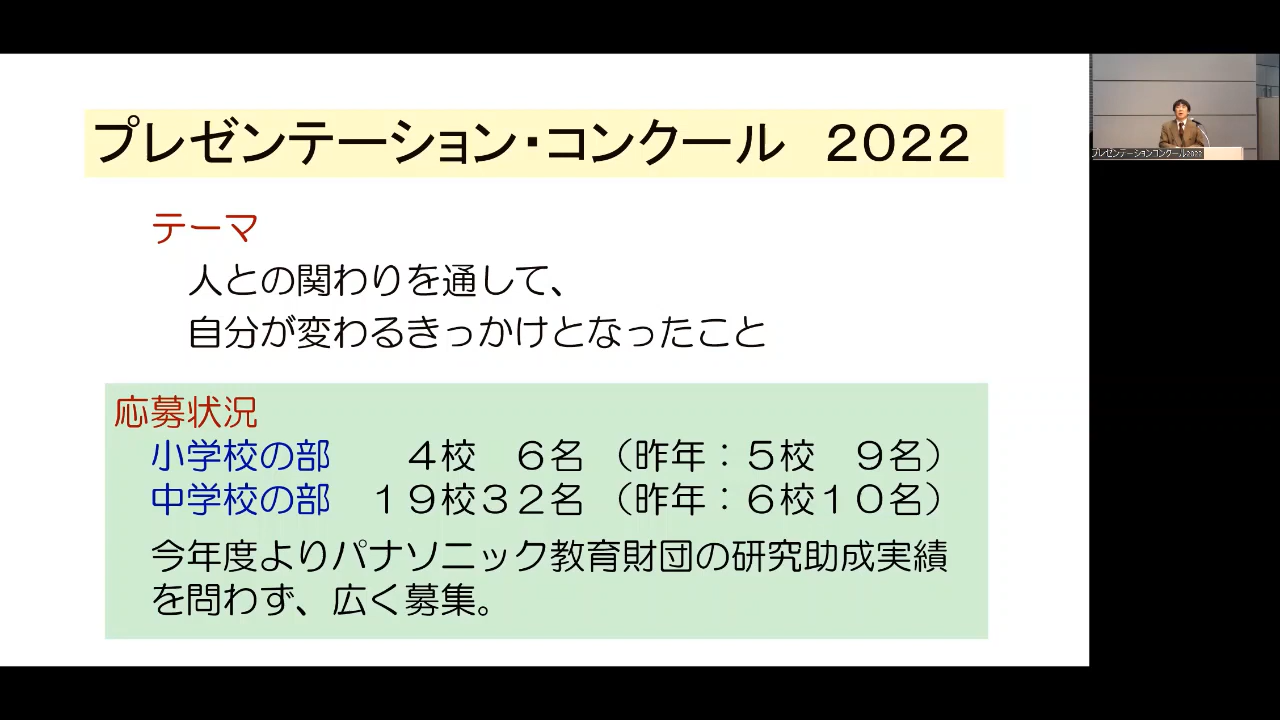 プレゼンテーション・コンクール　２０２２
テーマ
人との関わりを通して、
自分が変わるきっかけとなったこと
応募状況
小学校の部　　４校　６名　（昨年：５校　９名）
中学校の部　１９校３２名　（昨年：６校１０名）
今年度よりパナソニック教育財団の研究助成実績
を問わず、広く募集。
プレゼンテーションコンクール2022